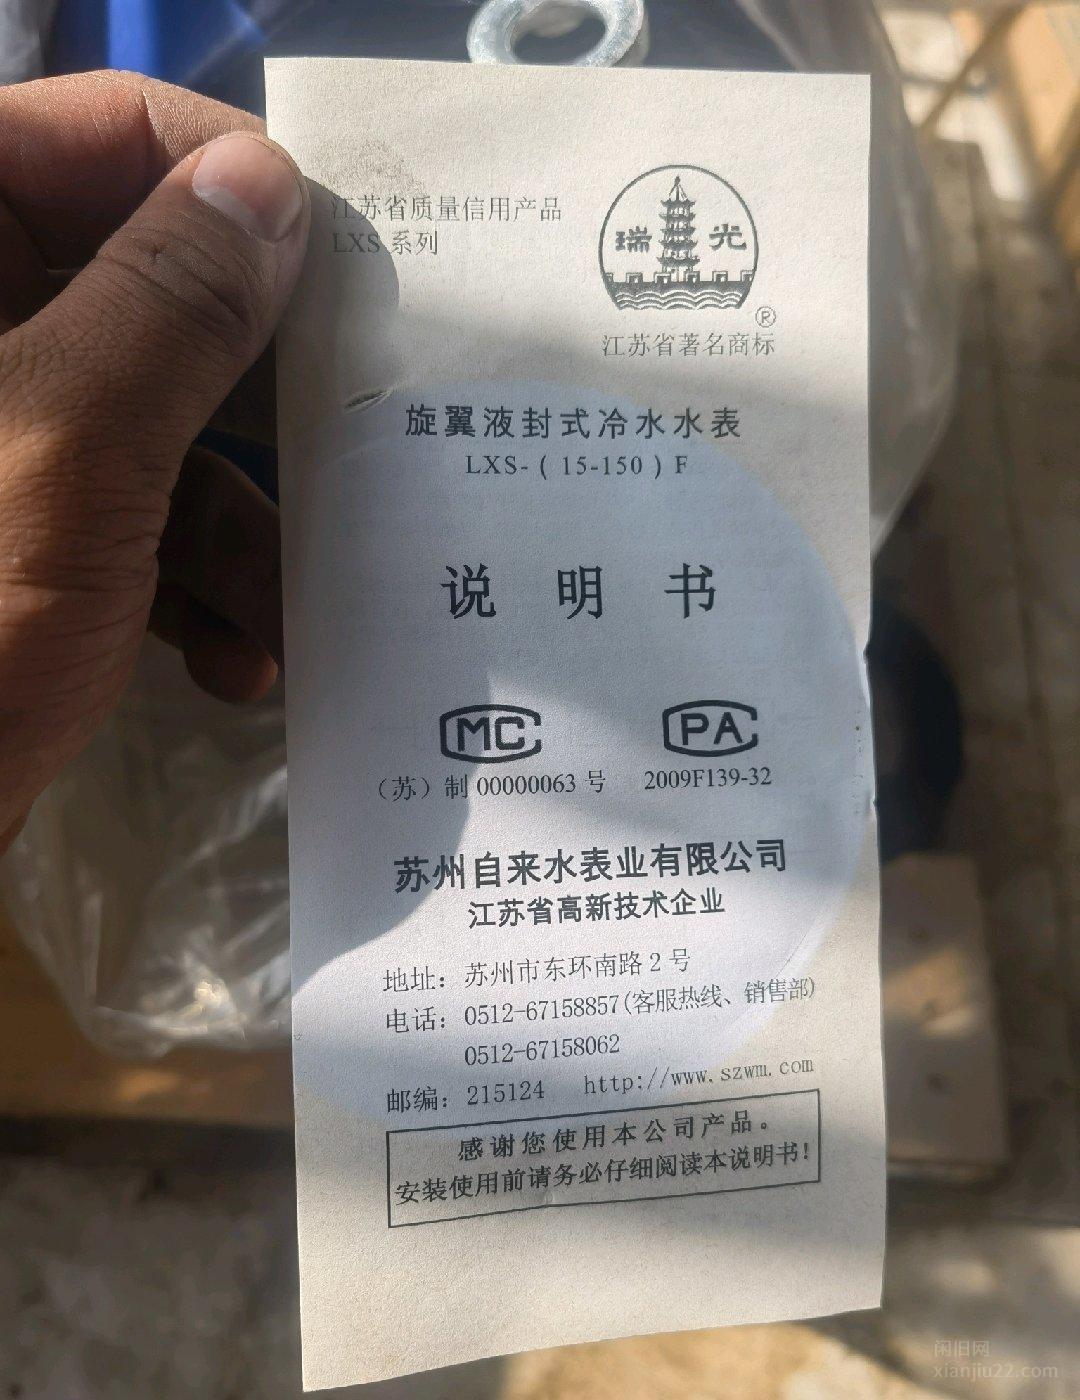 江苏省质量信用产品
LXS 系列
瑞光
®
江苏省著名商标
旋翼液封式冷水水表
LXS-（15-150）F
说明书
MC
PA
（苏）制 00000063 号
2009F139-32
苏州自来水表业有限公司
江苏省高新技术企业
地址：苏州市东环南路 2 号
电话：0512-67158857(客服热线、销售部)
0512-67158062
邮编：215124 http://www.szwm.com
感谢您使用本公司产品。
安装使用前请务必仔细阅读本说明书！
闲旧网
xianjiu22.com